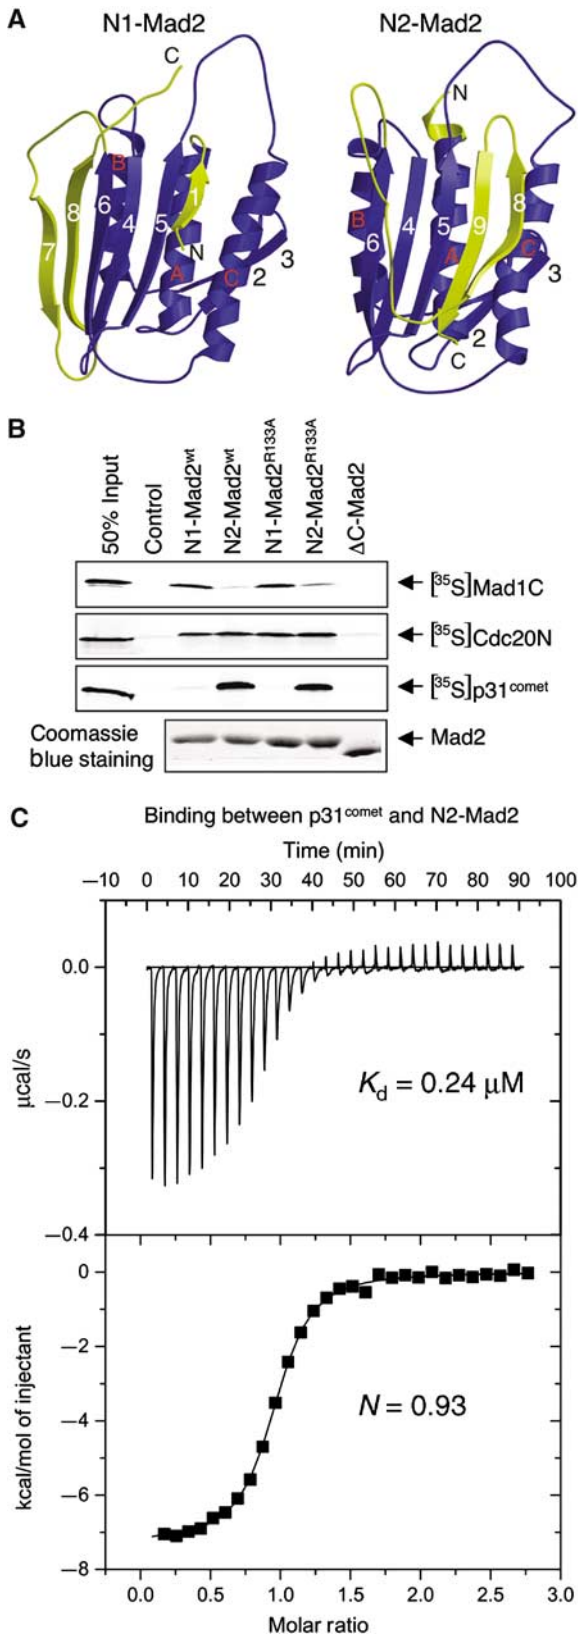 A
N1-Mad2
N2-Mad2
C
N
B
6
8
4
5
1
7
N
A
C
2
3
B
6
4
5
9
8
A
C
3
2
C
B
50% Input
Control
N1-Mad2wt
N2-Mad2wt
N1-Mad2R133A
N2-Mad2R133A
ΔC-Mad2
[35S]Mad1C
[35S]Cdc20N
[35S]p31comet
Coomassie
blue staining
Mad2
C
Binding between p31comet and N2-Mad2
Time (min)
−10 0 10 20 30 40 50 60 70 80 90 100
0.0
−0.2
−0.4
μcal/s
Kd = 0.24 μM
0
−2
−4
−6
−8
kcal/mol of injectant
N = 0.93
0.0 0.5 1.0 1.5 2.0 2.5 3.0
Molar ratio